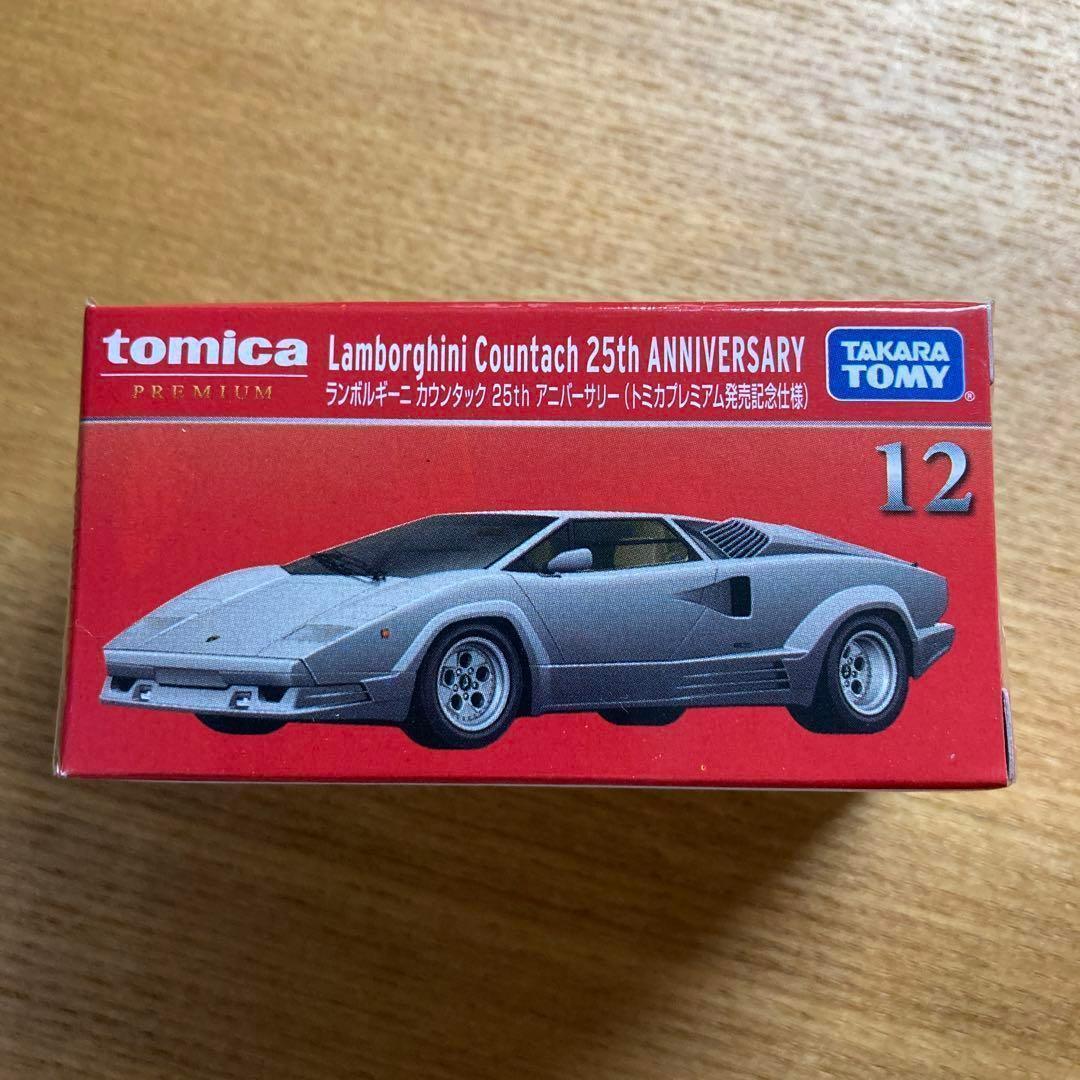 tomica
PREMIUM
Lamborghini Countach 25th ANNIVERSARY
ランボルギーニ カウンタック 25th アニバーサリー (トミカプレミアム発売記念仕様)
TAKARA
TOMY
®
12